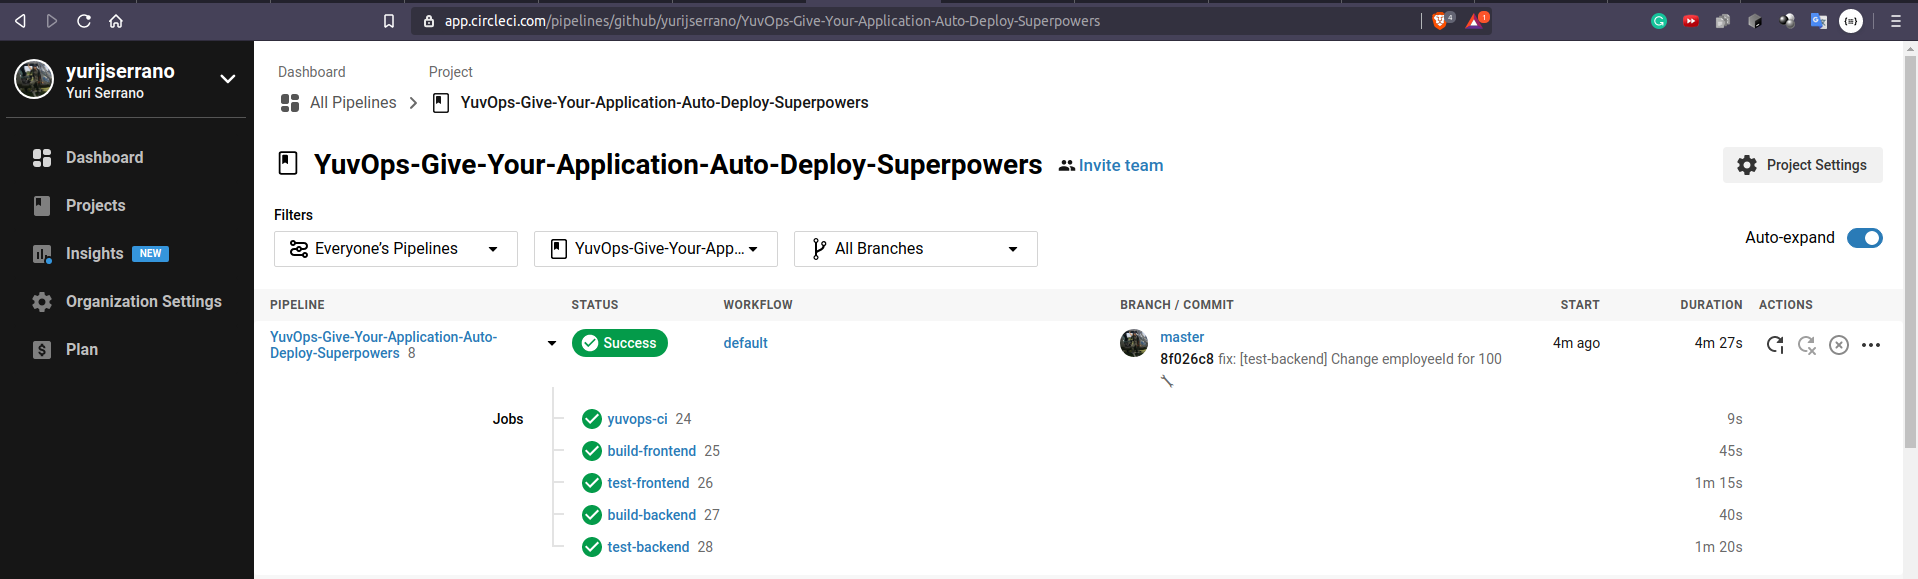 app.circleci.com/pipelines/github/yurijserrano/YuvOps-Give-Your-Application-Auto-Deploy-Superpowers
4
1
yurijserrano
Yuri Serrano
Dashboard
Projects
Insights NEW
Organization Settings
Plan
Dashboard Project
All Pipelines YuvOps-Give-Your-Application-Auto-Deploy-Superpowers
YuvOps-Give-Your-Application-Auto-Deploy-Superpowers Invite team
Project Settings
Filters
Everyone’s Pipelines YuvOps-Give-Your-App... All Branches
Auto-expand
PIPELINE STATUS WORKFLOW BRANCH / COMMIT START DURATION ACTIONS
YuvOps-Give-Your-Application-Auto-
Deploy-Superpowers 8
Success default master 4m ago 4m 27s
8f026c8 fix: [test-backend] Change employeeId for 100
Jobs
yuvops-ci 24 9s
build-frontend 25 45s
test-frontend 26 1m 15s
build-backend 27 40s
test-backend 28 1m 20s